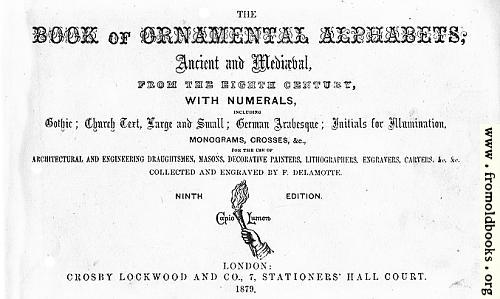 THE
BOOK OF ORNAMENTAL ALPHABETS,
Ancient and Mediæval,
FROM THE EIGHTH CENTURY,
WITH NUMERALS,
INCLUDING
Gothic; Church Text, Large and Small; German Arabesque; Initials for Illumination,
MONOGRAMS, CROSSES, &c.,
FOR THE USE OF
ARCHITECTURAL AND ENGINEERING DRAUGHTSMEN, MASONS, DECORATIVE PAINTERS, LITHOGRAPHERS, ENGRAVERS, CARVERS, &c. &c.
COLLECTED AND ENGRAVED BY F. DELAMOTTE.
NINTH EDITION.
Capio Lumen
LONDON:
CROSBY LOCKWOOD AND CO., 7, STATIONERS' HALL COURT.
1879.
www.fromoldbooks.org